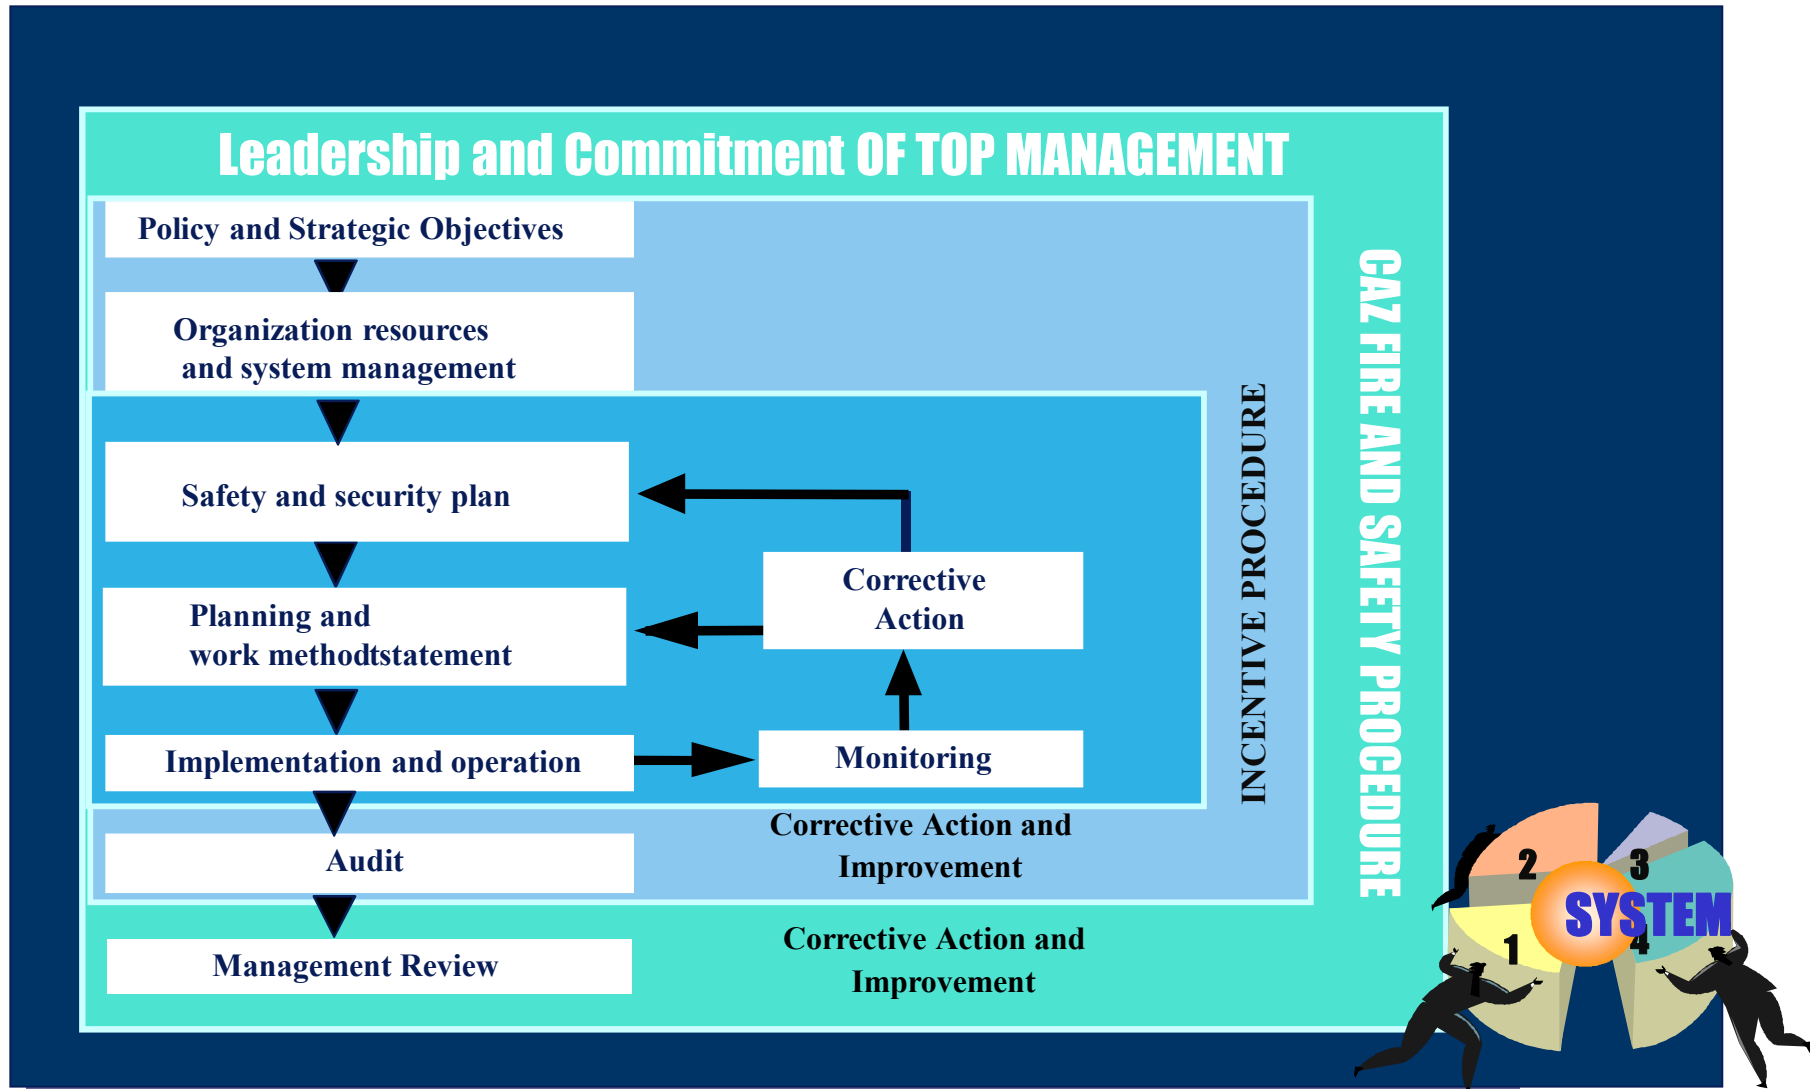 Leadership and Commitment OF TOP MANAGEMENT
Policy and Strategic Objectives
Organization resources
and system management
Safety and security plan
Planning and
work methodtstatement
Implementation and operation
Corrective
Action
Monitoring
Audit
Corrective Action and
Improvement
Management Review
Corrective Action and
Improvement
INCENTIVE PROCEDURE
CAZ FIRE AND SAFETY PROCEDURE
2
3
SYSTEM
1
4